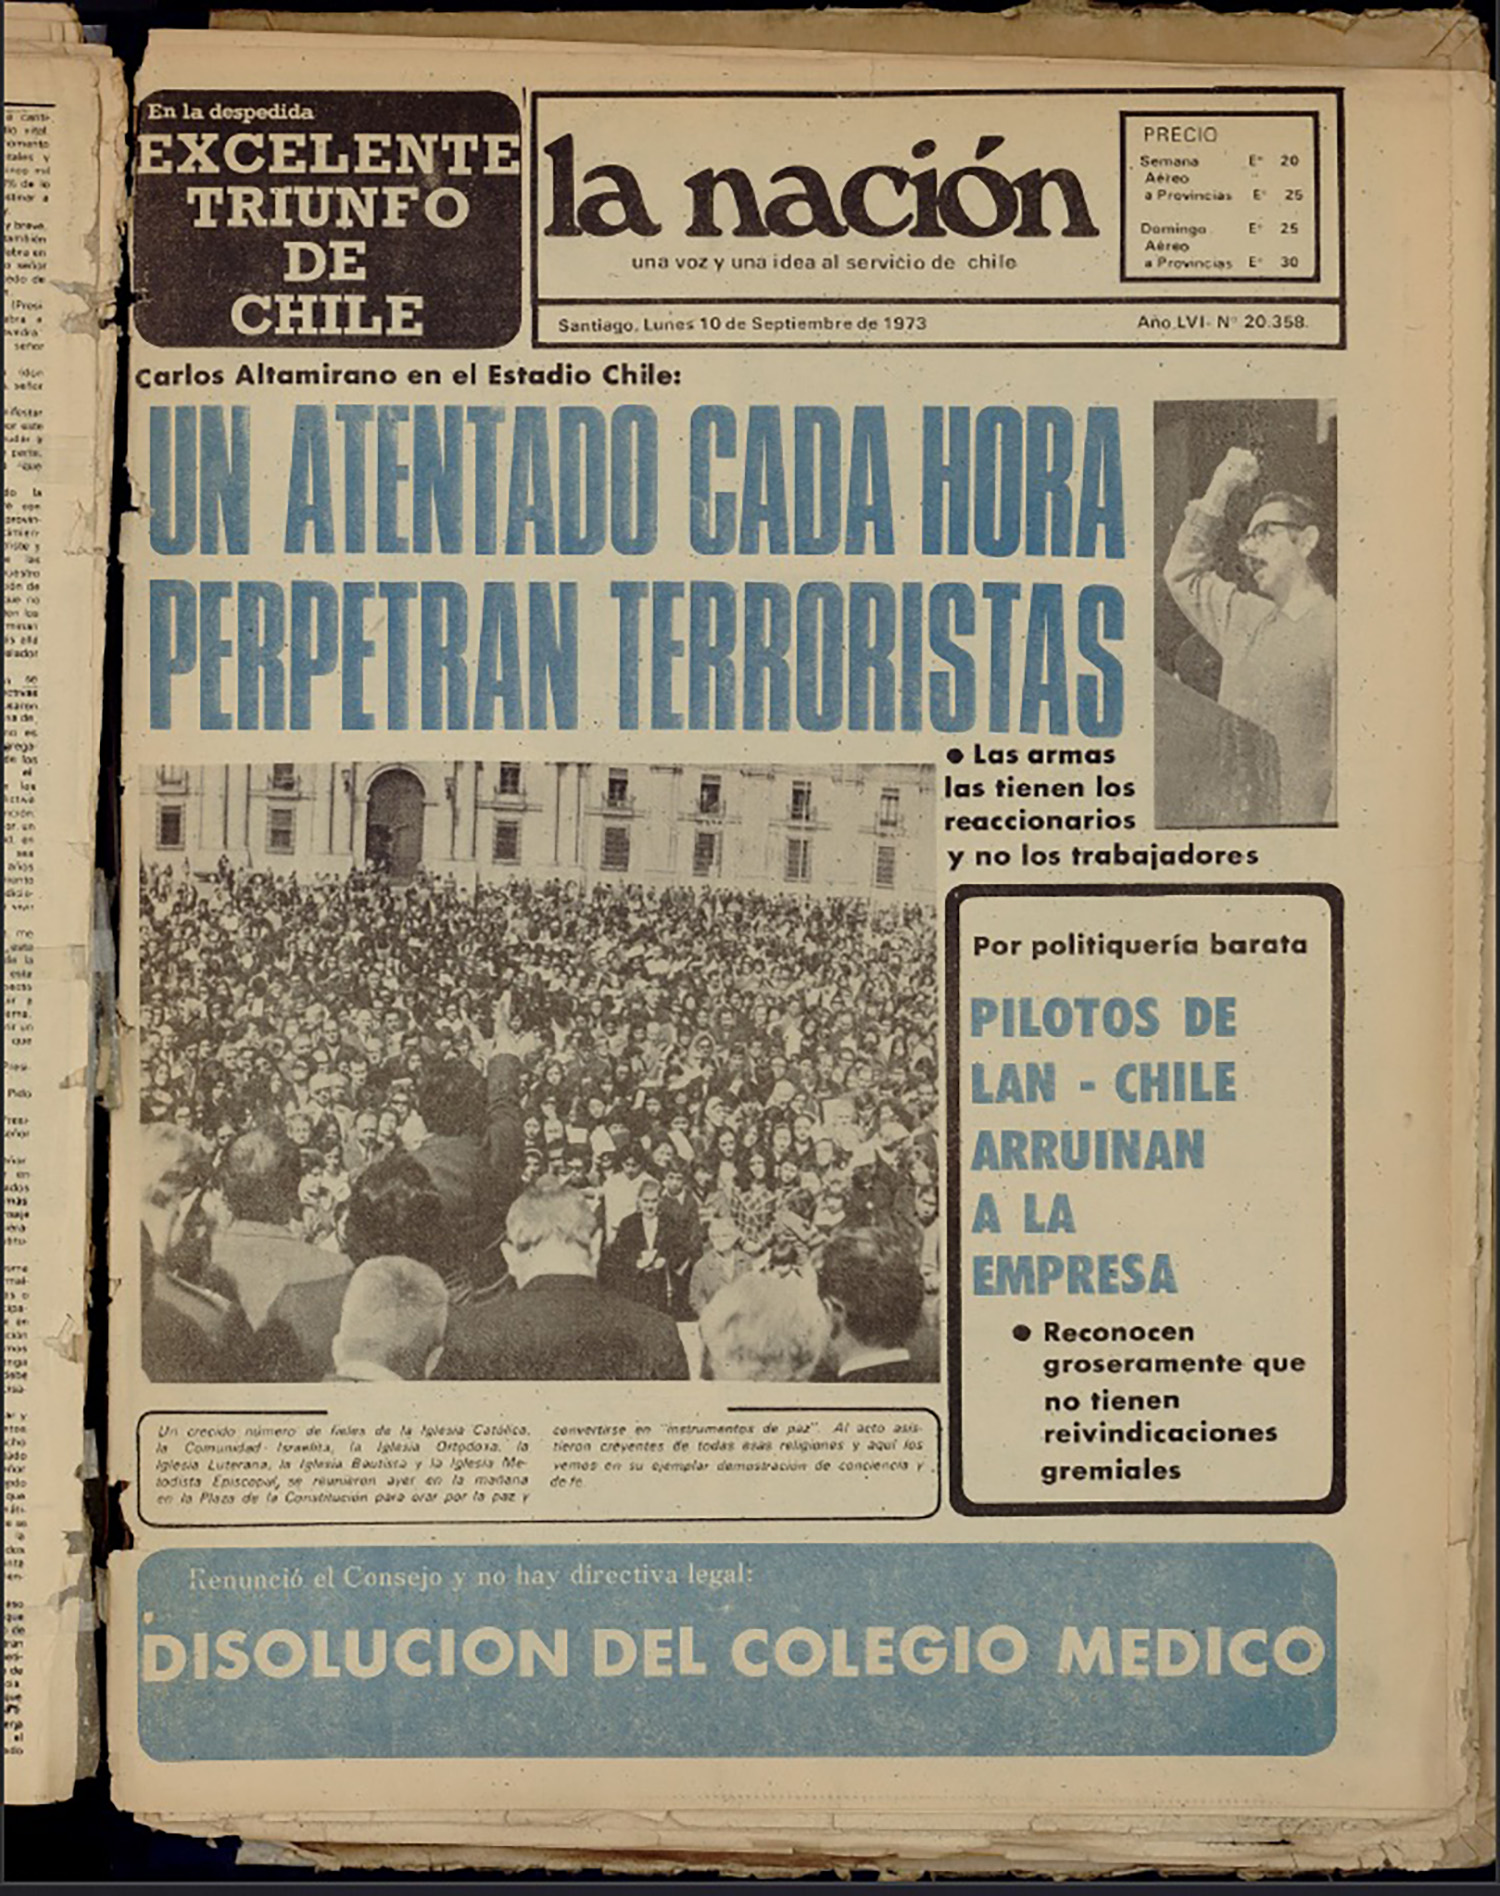 En la despedida
EXCELENTE
TRIUNFO
DE
CHILE
la nación
una voz y una idea al servicio de chile
PRECIO
Semana E° 20
Aéreo
a Provincias E° 25
Domingo E° 25
Aéreo
a Provincias E° 30
Santiago, Lunes 10 de Septiembre de 1973
Año LVI- N° 20.358.
Carlos Altamirano en el Estadio Chile:
UN ATENTADO CADA HORA
PERPETRAN TERRORISTAS
● Las armas
las tienen los
reaccionarios
y no los trabajadores
Por politiquería barata
PILOTOS DE
LAN - CHILE
ARRUINAN
A LA
EMPRESA
● Reconocen
groseramente que
no tienen
reivindicaciones
gremiales
Un crecido número de fieles de la Iglesia Católica,
la Comunidad Israelita, la Iglesia Ortodoxa, la
Iglesia Luterana, la Iglesia Bautista y la Iglesia Me-
todista Episcopal, se reunieron ayer en la mañana
en la Plaza de la Constitución para orar por la paz y
convertirse en "instrumentos de paz". Al acto asis-
tieron creyentes de todas esas religiones y aquí los
vemos en su ejemplar demostración de conciencia y
de fe.
Renunció el Consejo y no hay directiva legal:
DISOLUCION DEL COLEGIO MEDICO